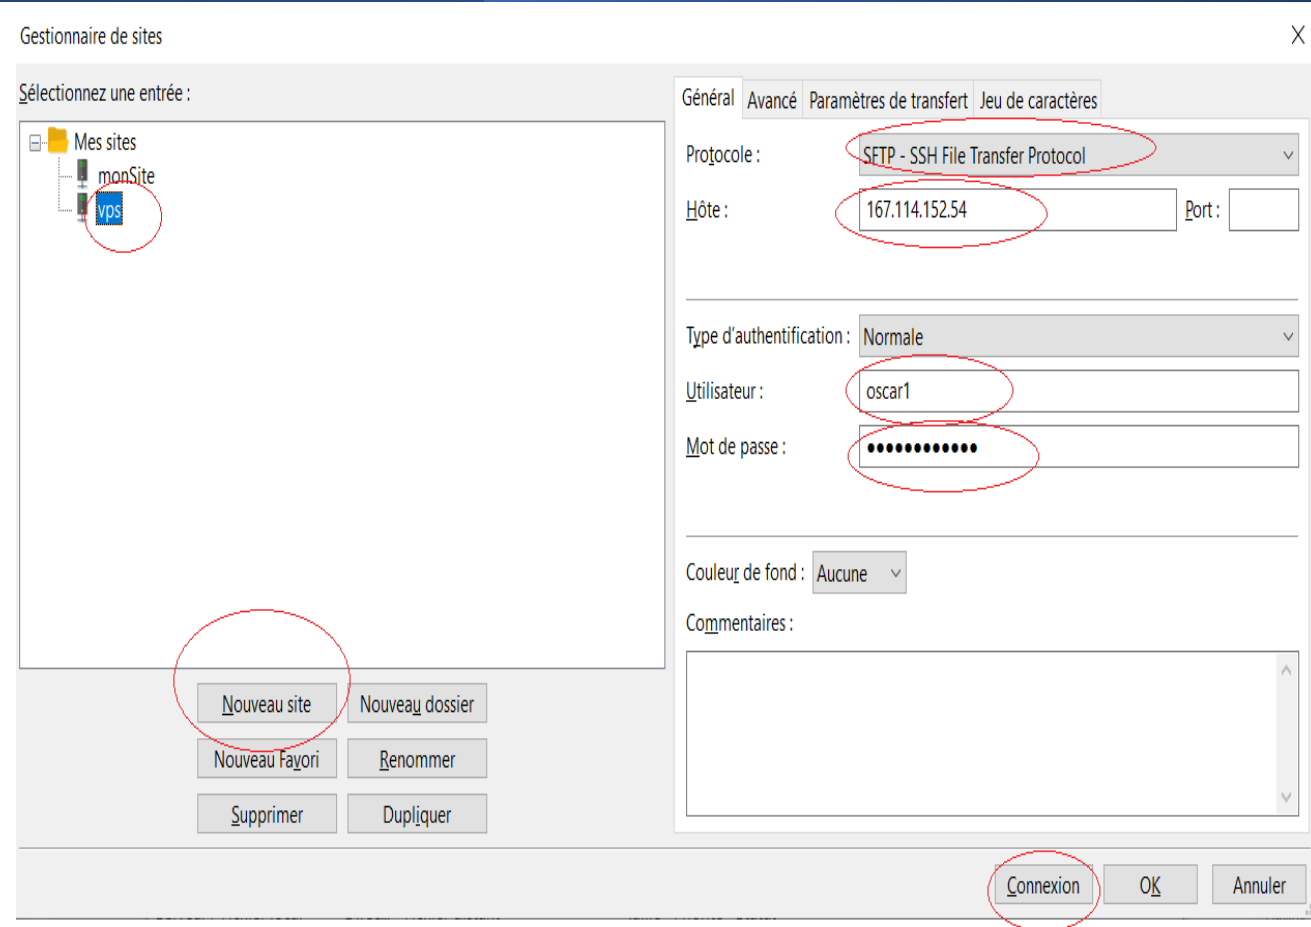 Gestionnaire de sites
Sélectionnez une entrée :
Mes sites
monSite
vps
Nouveau site
Nouveau dossier
Nouveau Favori
Renommer
Supprimer
Dupliquer
Général Avancé Paramètres de transfert Jeu de caractères
Protocole : SFTP - SSH File Transfer Protocol
Hôte : 167.114.152.54 Port :
Type d'authentification : Normale
Utilisateur : oscar1
Mot de passe : ●●●●●●●●●●●●
Couleur de fond : Aucune
Commentaires :
Connexion OK Annuler